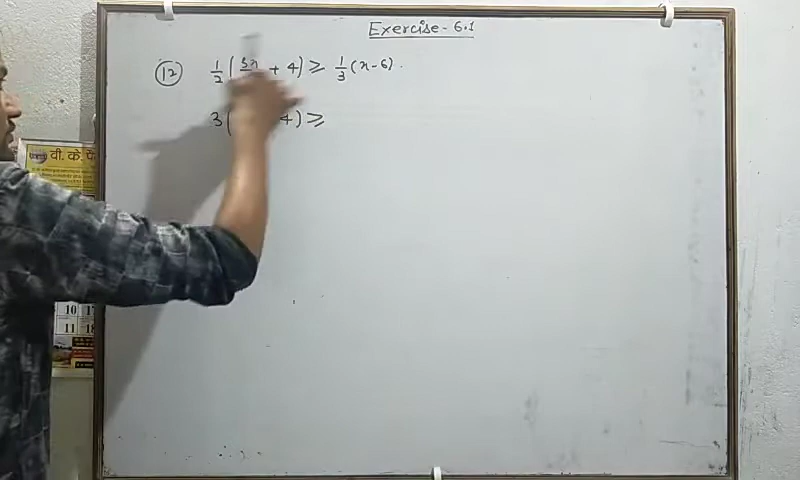 Exercise - 6.1
12 1/2 (3x + 4) ≥ 1/3 (x - 6).
3( 4) ≥
वी. के.
10 17
11 18